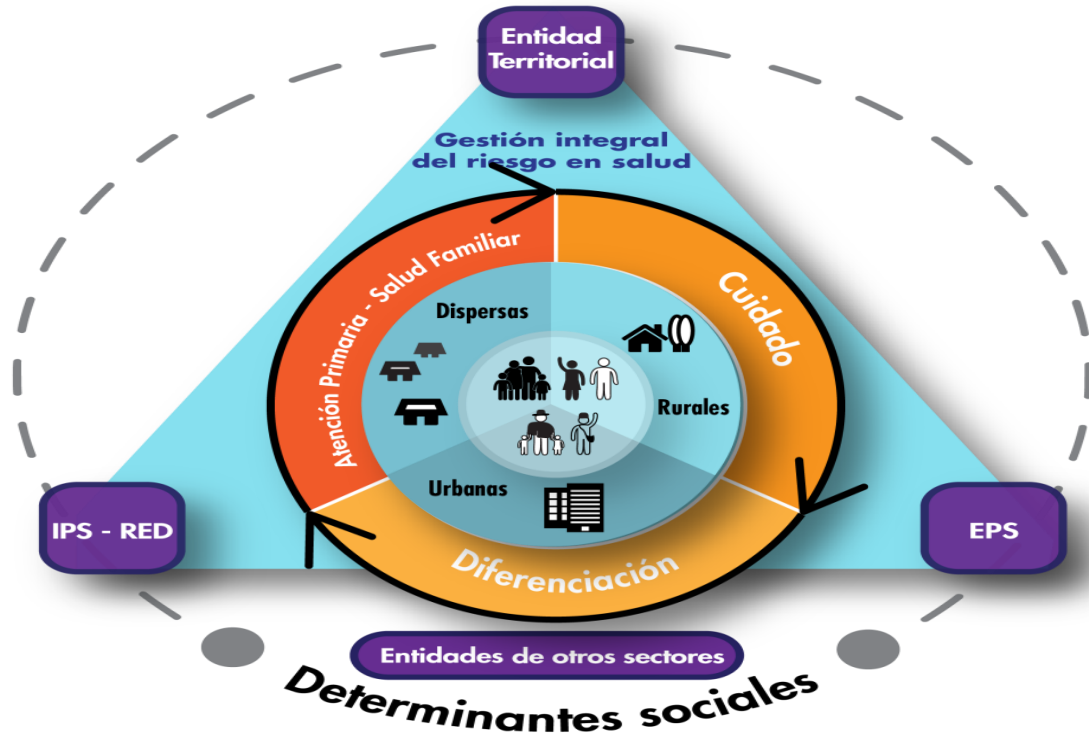 Entidad
Territorial
Gestión integral
del riesgo en salud
Atención Primaria - Salud Familiar
Cuidado
Dispersas
Rurales
Urbanas
IPS - RED
EPS
Diferenciación
Entidades de otros sectores
Determinantes sociales